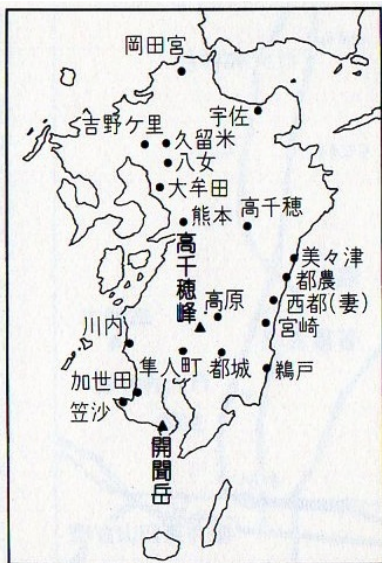 岡田宮
宇佐
吉野ケ里
久留米
八女
大牟田
熊本
高千穂
高千穂峰
美々津
都農
高原
西都(妻)
宮崎
川内
隼人町
都城
鵜戸
加世田
笠沙
開聞岳